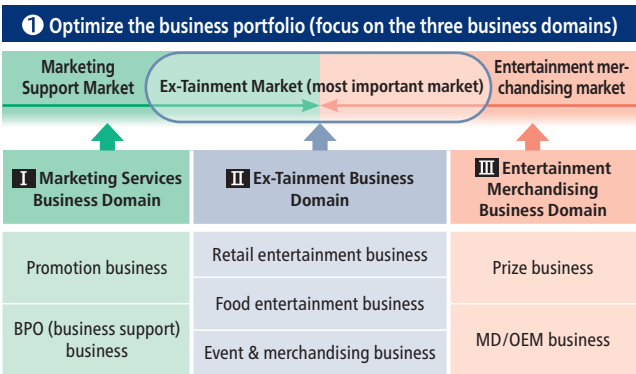 ❶ Optimize the business portfolio (focus on the three business domains)
Marketing
Support Market
Ex-Tainment Market (most important market)
Entertainment mer-
chandising market
Ⅰ Marketing Services
Business Domain
Ⅱ Ex-Tainment Business
Domain
Ⅲ Entertainment
Merchandising
Business Domain
Promotion business
BPO (business support)
business
Retail entertainment business
Food entertainment business
Event & merchandising business
Prize business
MD/OEM business